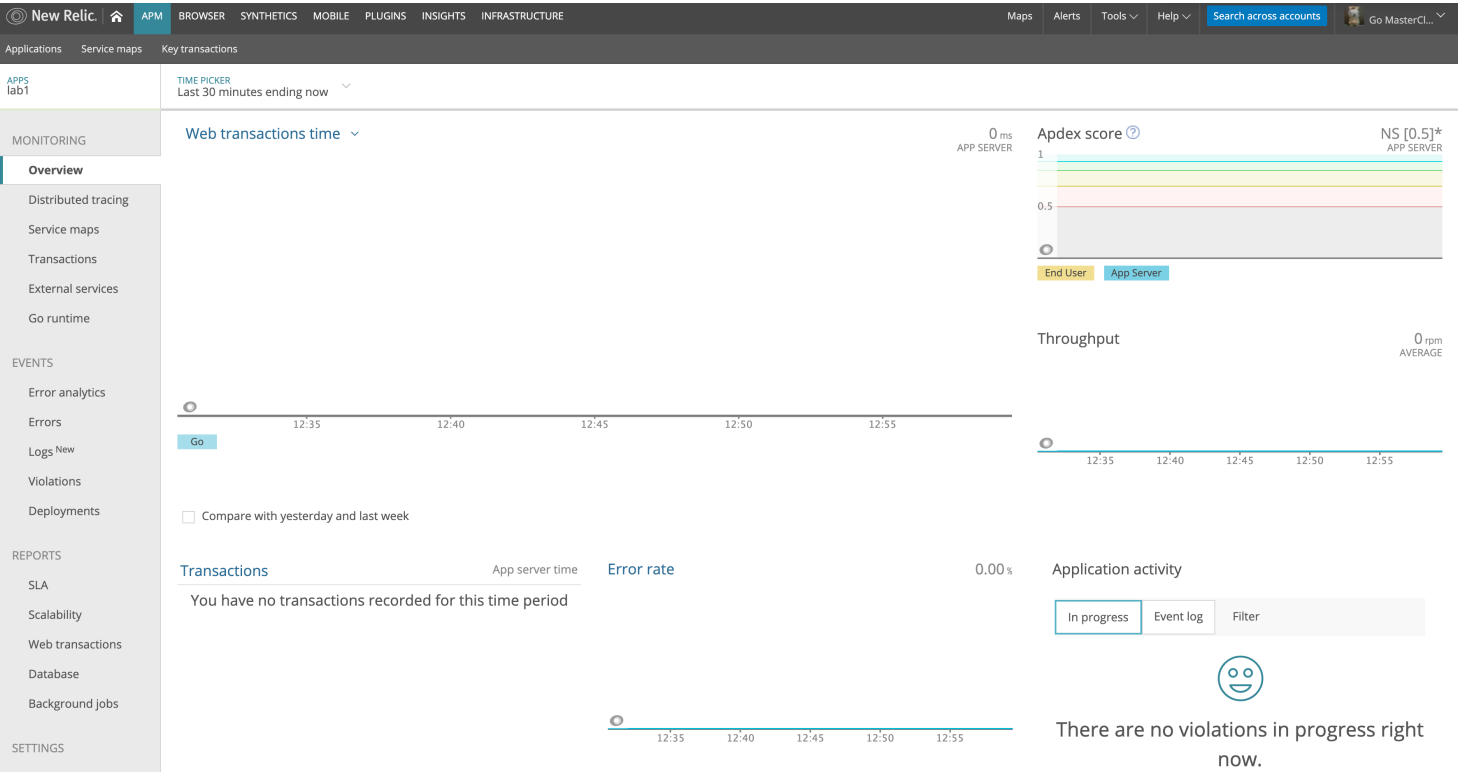 New Relic. APM BROWSER SYNTHETICS MOBILE PLUGINS INSIGHTS INFRASTRUCTURE Maps Alerts Tools Help Search across accounts Go MasterCl...
Applications Service maps Key transactions
APPS
lab1
TIME PICKER
Last 30 minutes ending now
MONITORING
Overview
Distributed tracing
Service maps
Transactions
External services
Go runtime
EVENTS
Error analytics
Errors
Logs New
Violations
Deployments
REPORTS
SLA
Scalability
Web transactions
Database
Background jobs
SETTINGS
Web transactions time
0 ms
APP SERVER
12:35 12:40 12:45 12:50 12:55
Go
Compare with yesterday and last week
Apdex score ?
NS [0.5]*
APP SERVER
1
0.5
End User App Server
Throughput
0 rpm
AVERAGE
12:35 12:40 12:45 12:50 12:55
Transactions App server time
You have no transactions recorded for this time period
Error rate 0.00 %
12:35 12:40 12:45 12:50 12:55
Application activity
In progress Event log Filter
There are no violations in progress right
now.